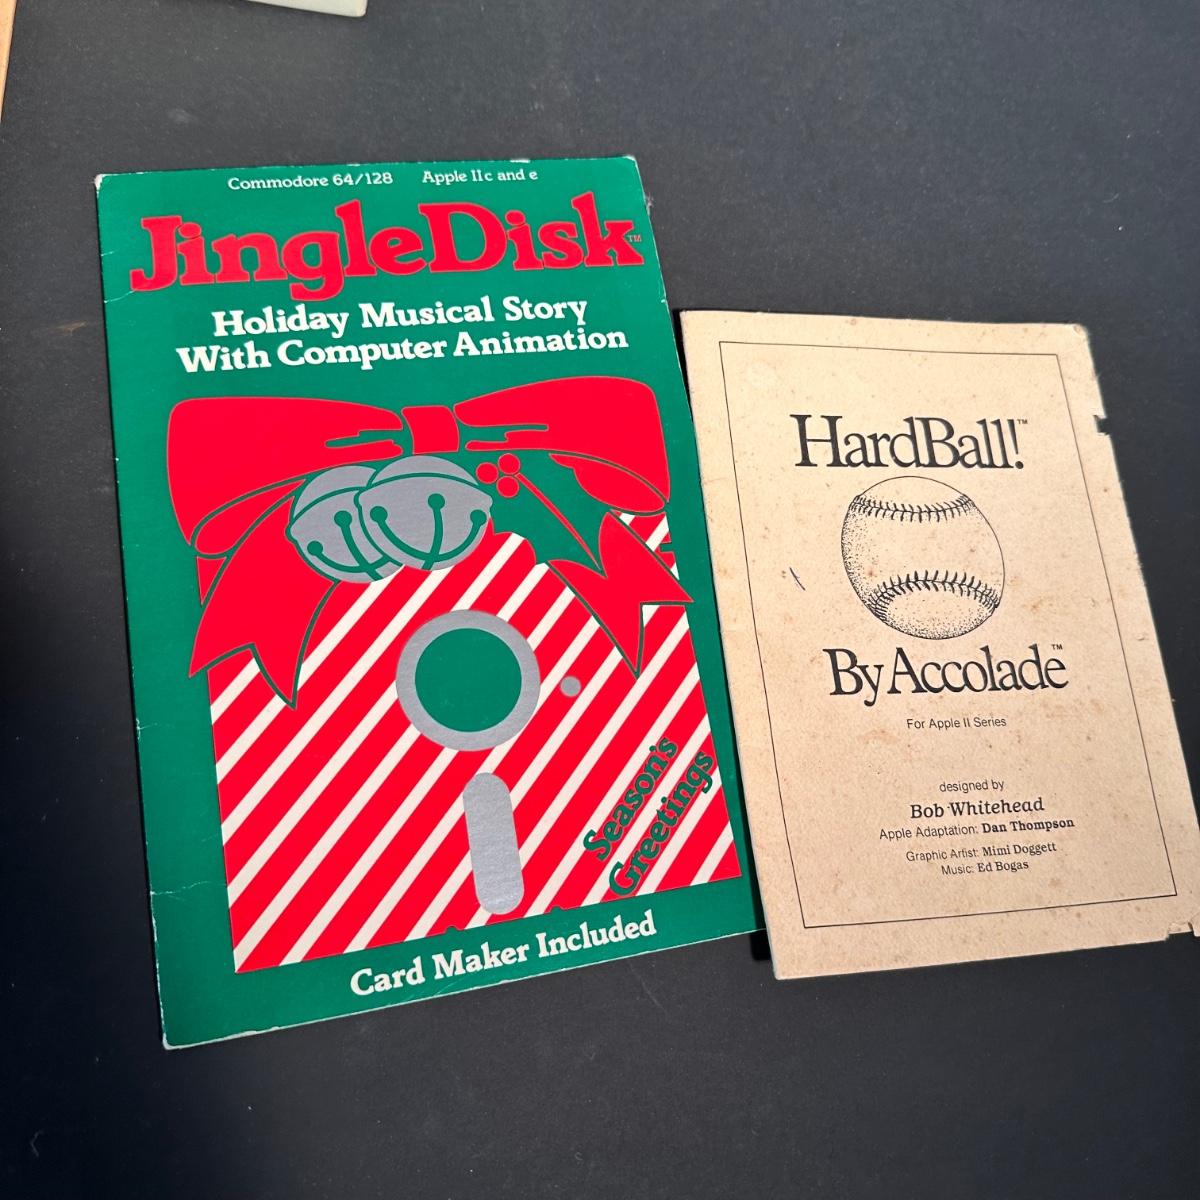 Commodore 64/128 Apple IIc and e
JingleDisk™
Holiday Musical Story
With Computer Animation
Season's
Greetings
Card Maker Included
HardBall!™
By Accolade™
For Apple II Series
designed by
Bob Whitehead
Apple Adaptation: Dan Thompson
Graphic Artist: Mimi Doggett
Music: Ed Bogas